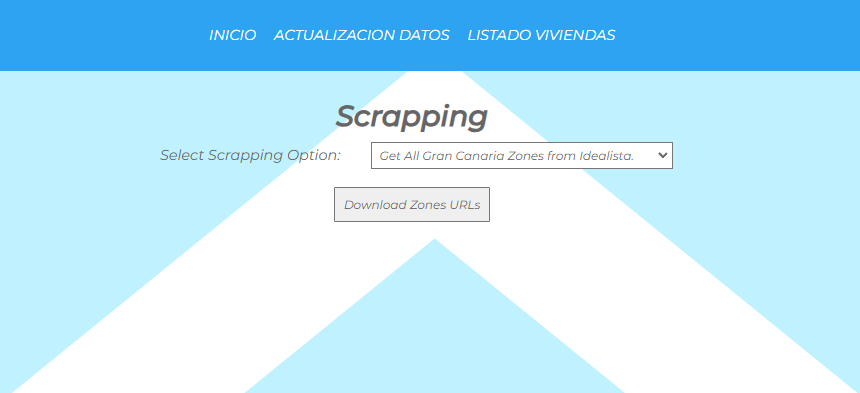 INICIO ACTUALIZACION DATOS LISTADO VIVIENDAS
Scrapping
Select Scrapping Option: Get All Gran Canaria Zones from Idealista.
Download Zones URLs